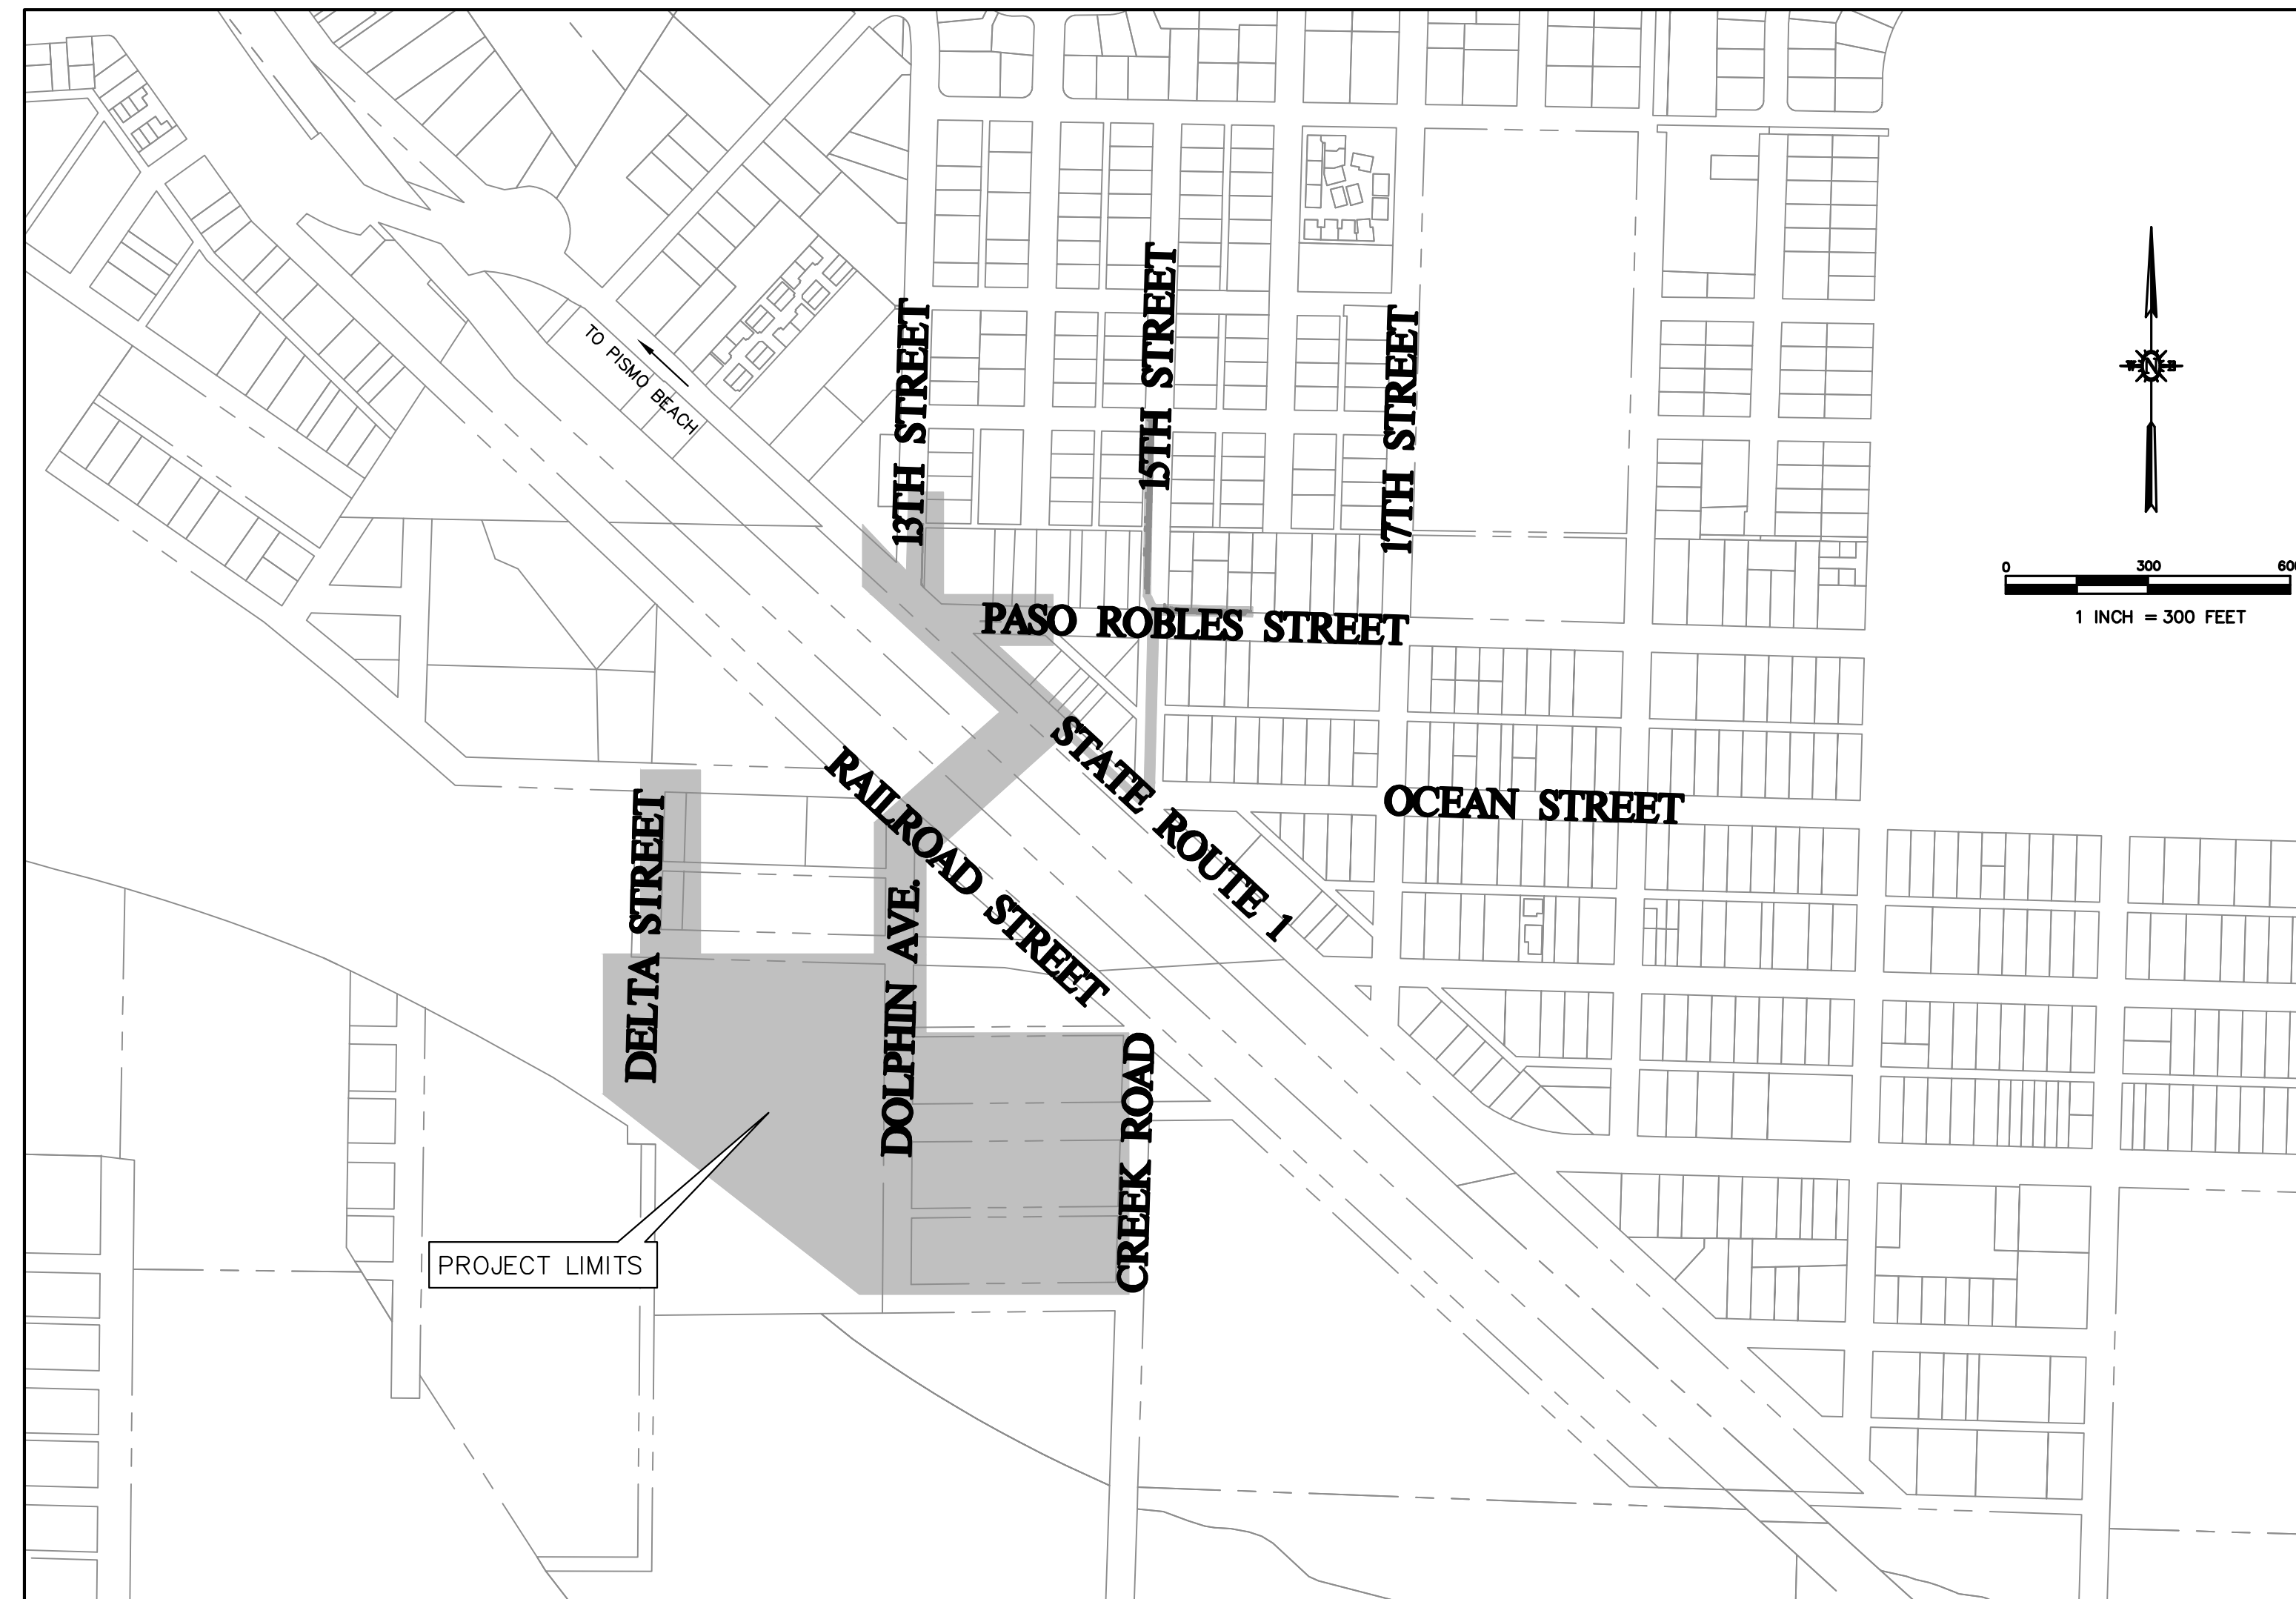 TO PISMO BEACH
13TH STREET
15TH STREET
17TH STREET
W N E
0 300 600
1 INCH = 300 FEET
PASO ROBLES STREET
STATE ROUTE 1
RAILROAD STREET
OCEAN STREET
DELTA STREET
DOLPHIN AVE.
CREEK ROAD
PROJECT LIMITS